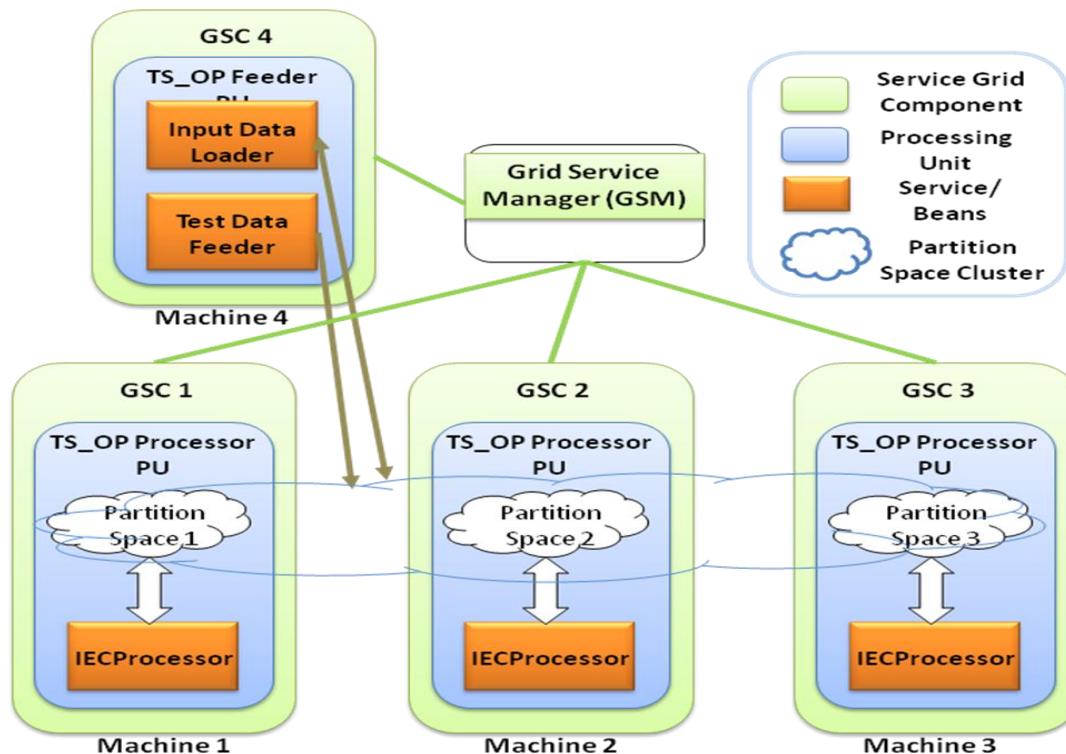 GSC 4
TS_OP Feeder
PU
Input Data
Loader
Test Data
Feeder
Machine 4
Grid Service
Manager (GSM)
Service Grid
Component
Processing
Unit
Service/
Beans
Partition
Space Cluster
GSC 1
TS_OP Processor
PU
Partition
Space 1
IECProcessor
Machine 1
GSC 2
TS_OP Processor
PU
Partition
Space 2
IECProcessor
Machine 2
GSC 3
TS_OP Processor
PU
Partition
Space 3
IECProcessor
Machine 3